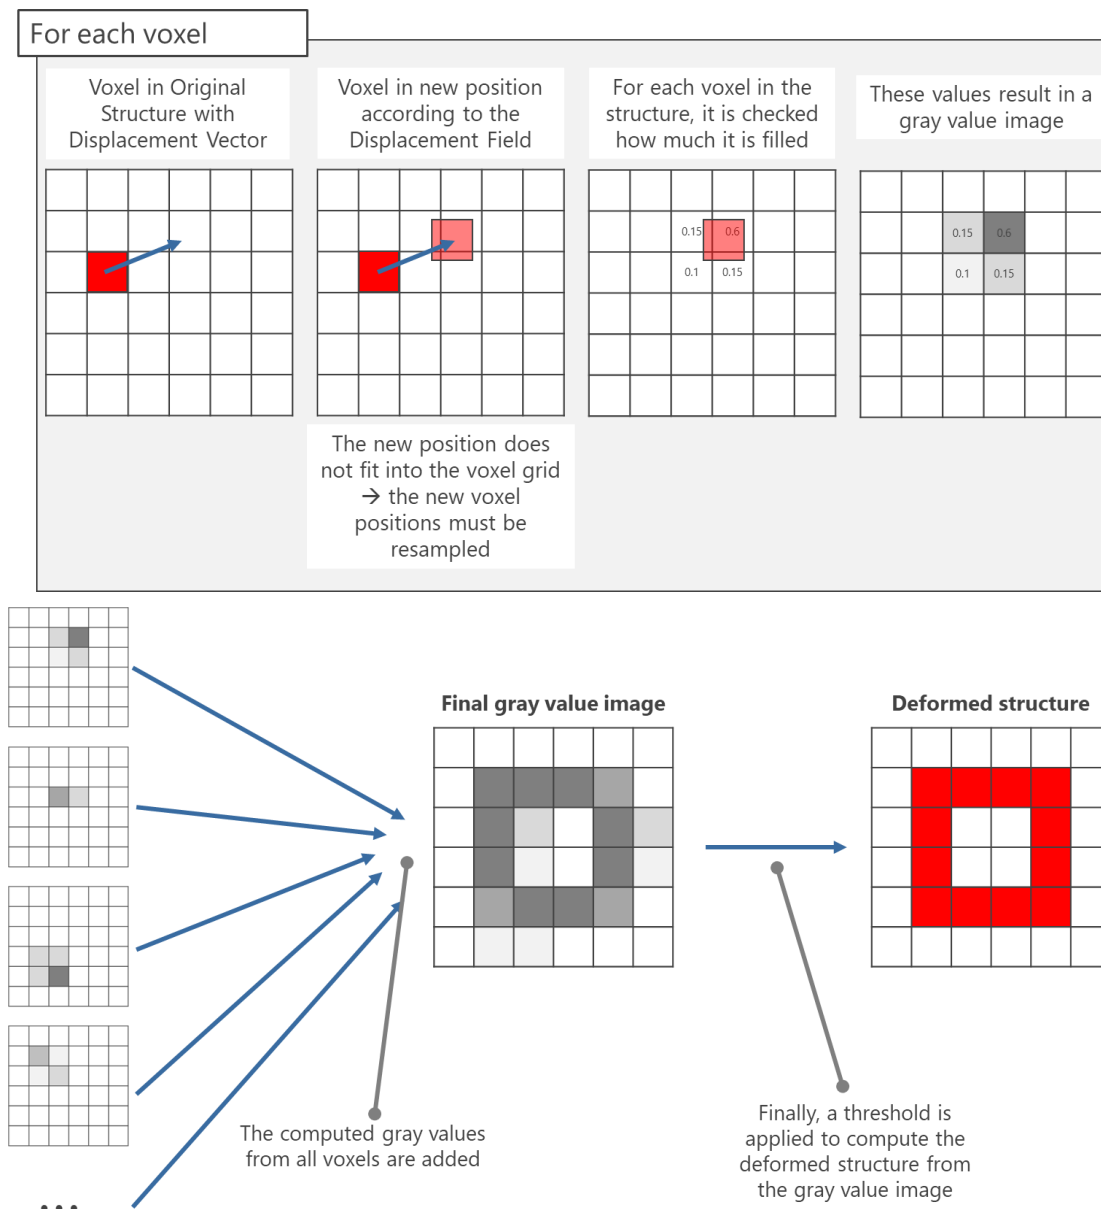 For each voxel
Voxel in Original
Structure with
Displacement Vector
Voxel in new position
according to the
Displacement Field
For each voxel in the
structure, it is checked
how much it is filled
These values result in a
gray value image
0.15 0.6
0.1 0.15
0.15 0.6
0.1 0.15
The new position does
not fit into the voxel grid
→ the new voxel
positions must be
resampled
Final gray value image
Deformed structure
The computed gray values
from all voxels are added
Finally, a threshold is
applied to compute the
deformed structure from
the gray value image
...